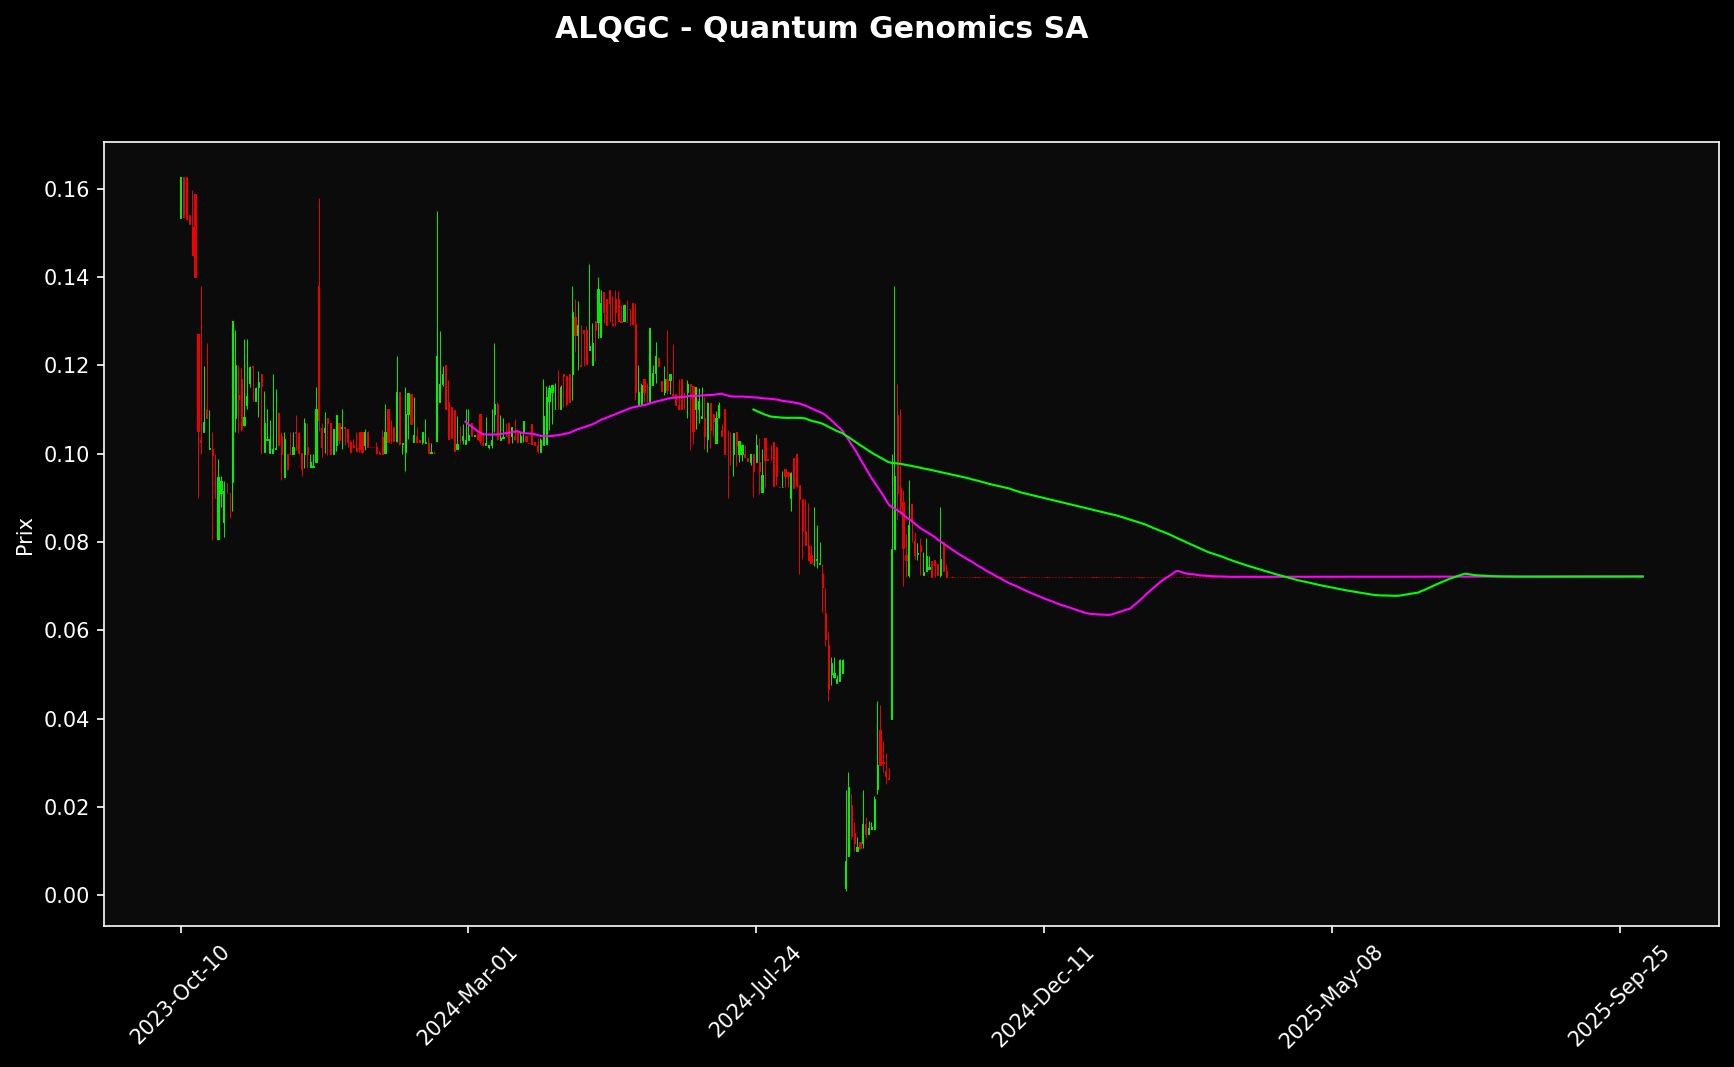 ALQGC - Quantum Genomics SA
Prix
0.16
0.14
0.12
0.10
0.08
0.06
0.04
0.02
0.00
2023-Oct-10
2024-Mar-01
2024-Jul-24
2024-Dec-11
2025-May-08
2025-Sep-25